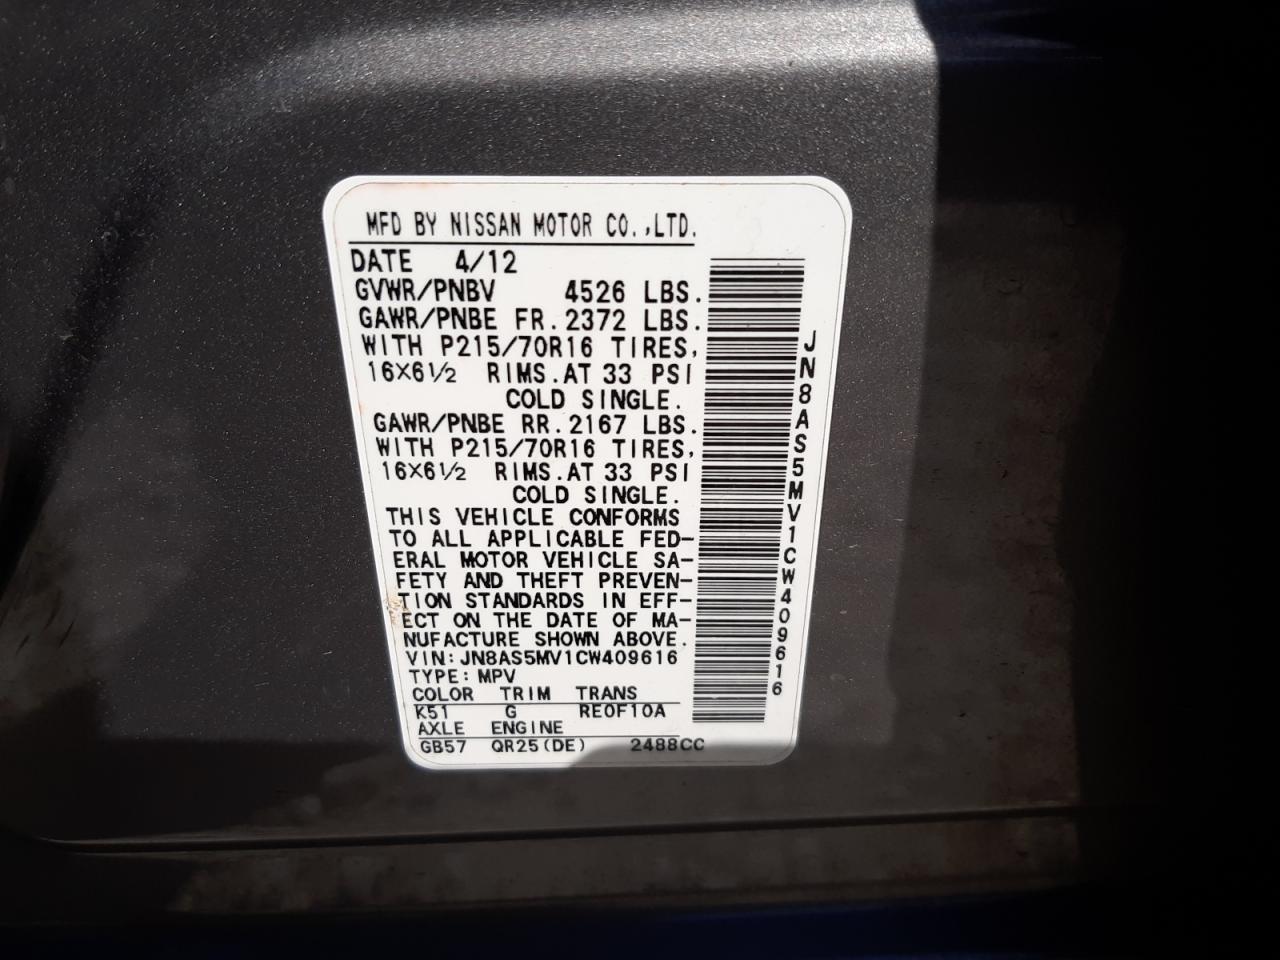 MFD BY NISSAN MOTOR CO.,LTD.
DATE 4/12
GVWR/PNBV 4526 LBS.
GAWR/PNBE FR. 2372 LBS.
WITH P215/70R16 TIRES,
16X6½ RIMS.AT 33 PSI
COLD SINGLE.
GAWR/PNBE RR. 2167 LBS.
WITH P215/70R16 TIRES,
16X6½ RIMS.AT 33 PSI
COLD SINGLE.
THIS VEHICLE CONFORMS
TO ALL APPLICABLE FED-
ERAL MOTOR VEHICLE SA-
FETY AND THEFT PREVEN-
TION STANDARDS IN EFF-
ECT ON THE DATE OF MA-
NUFACTURE SHOWN ABOVE.
VIN:JN8AS5MV1CW409616
TYPE:MPV
COLOR TRIM TRANS
K51 G RE0F10A
AXLE ENGINE
GB57 QR25(DE) 2488CC
JN8AS5MV1CW409616